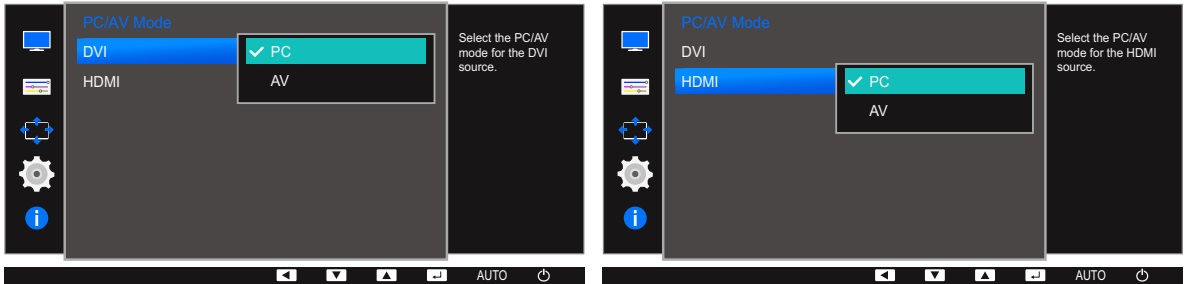 PC/AV Mode
DVI
PC
HDMI
AV
Select the PC/AV
mode for the DVI
source.
AUTO
PC/AV Mode
DVI
HDMI
PC
AV
Select the PC/AV
mode for the HDMI
source.
AUTO